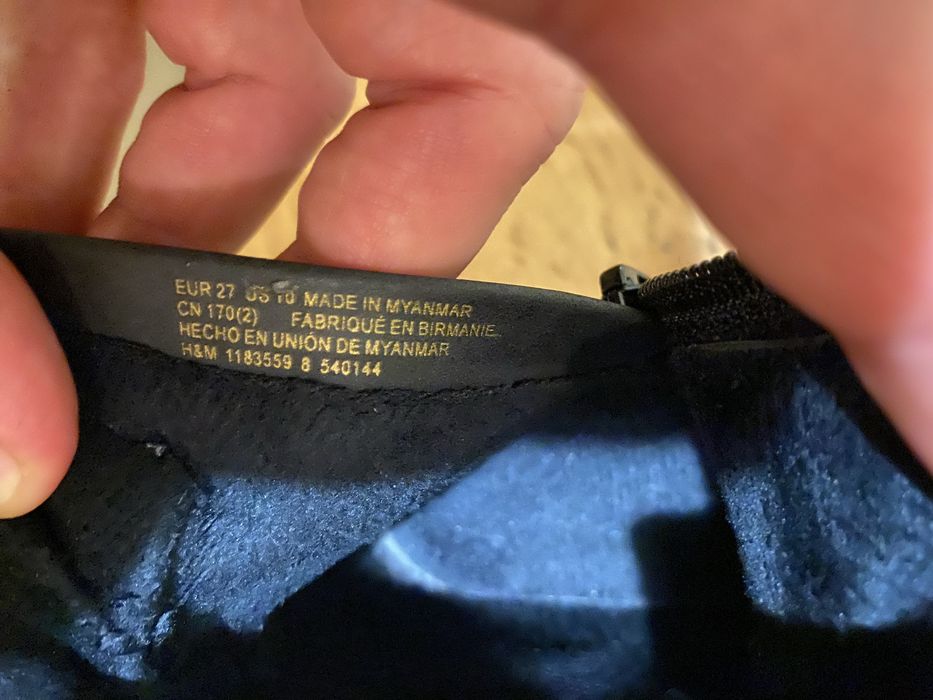 EUR 27 US 10 MADE IN MYANMAR
CN 170(2) FABRIQUÉ EN BIRMANIE
HECHO EN UNIÓN DE MYANMAR
H&M 1183559 8 540144